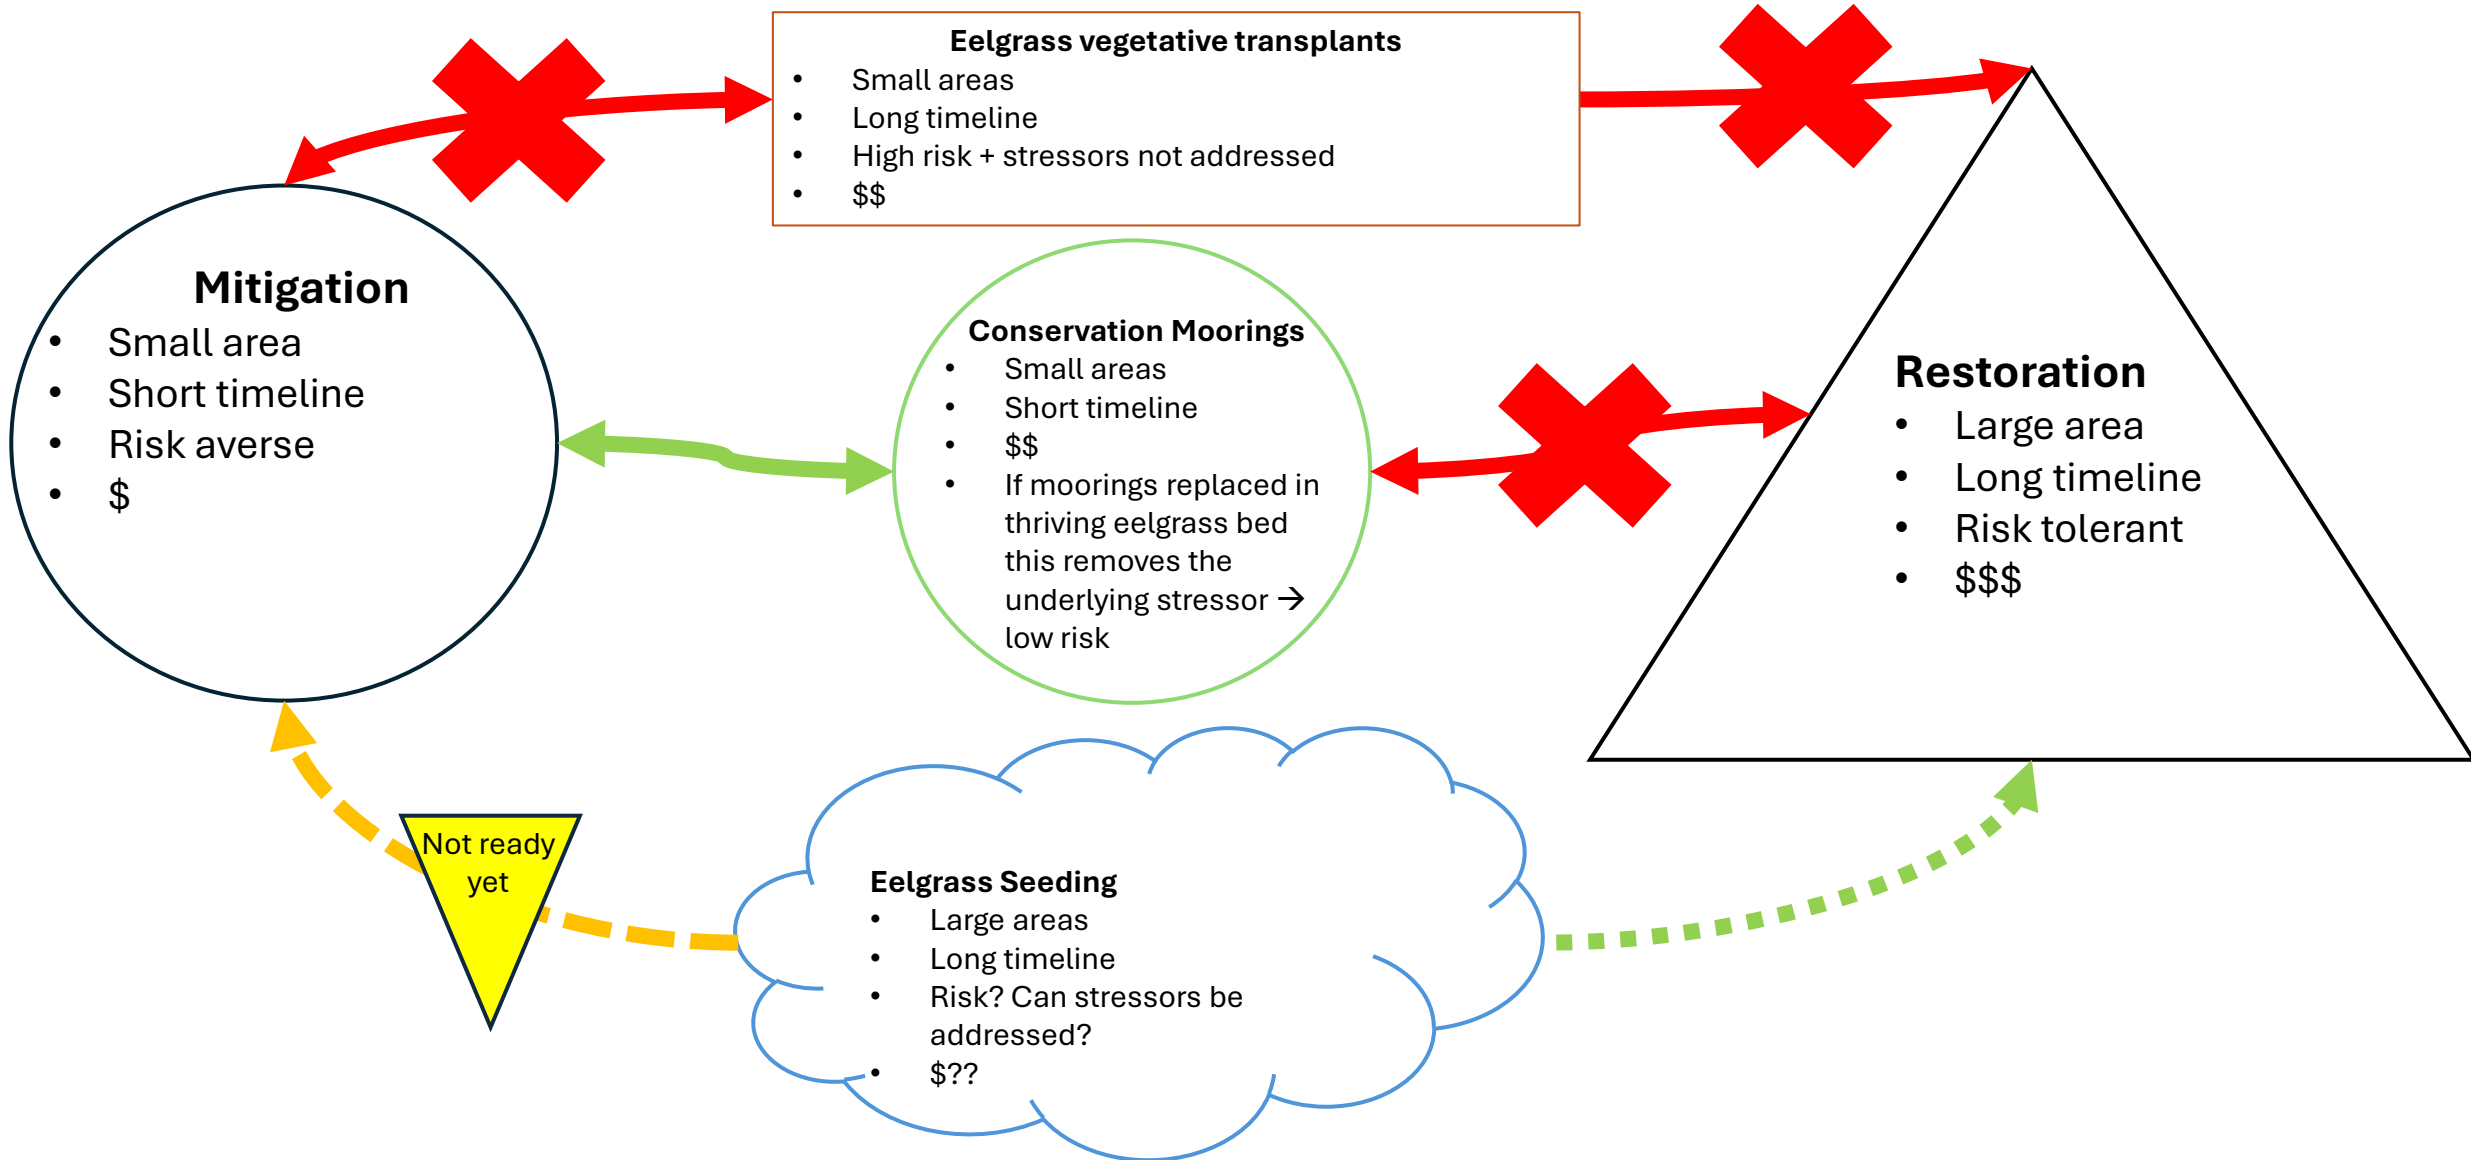 Eelgrass vegetative transplants
• Small areas
• Long timeline
• High risk + stressors not addressed
• $$
Mitigation
• Small area
• Short timeline
• Risk averse
• $
Conservation Moorings
• Small areas
• Short timeline
• $$
• If moorings replaced in
thriving eelgrass bed
this removes the
underlying stressor →
low risk
Restoration
• Large area
• Long timeline
• Risk tolerant
• $$$
Not ready
yet
Eelgrass Seeding
• Large areas
• Long timeline
• Risk? Can stressors be
addressed?
• $??